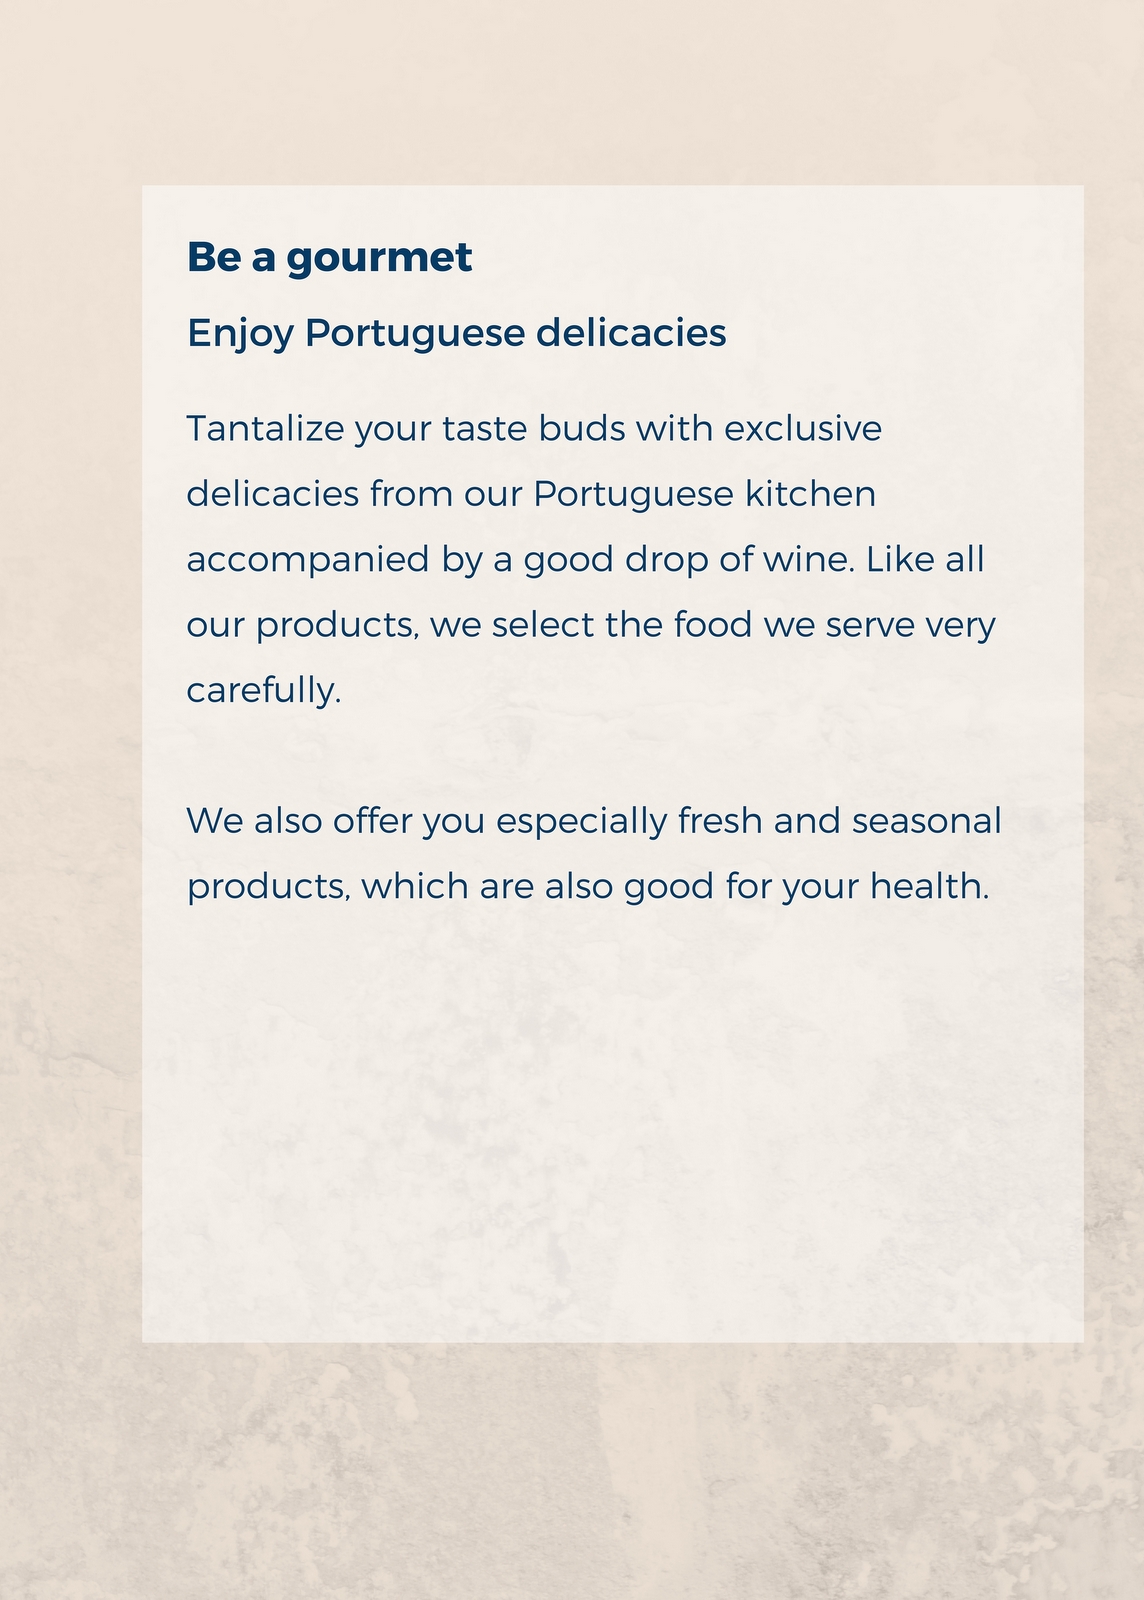 Be a gourmet
Enjoy Portuguese delicacies
Tantalize your taste buds with exclusive
delicacies from our Portuguese kitchen
accompanied by a good drop of wine. Like all
our products, we select the food we serve very
carefully.
We also offer you especially fresh and seasonal
products, which are also good for your health.